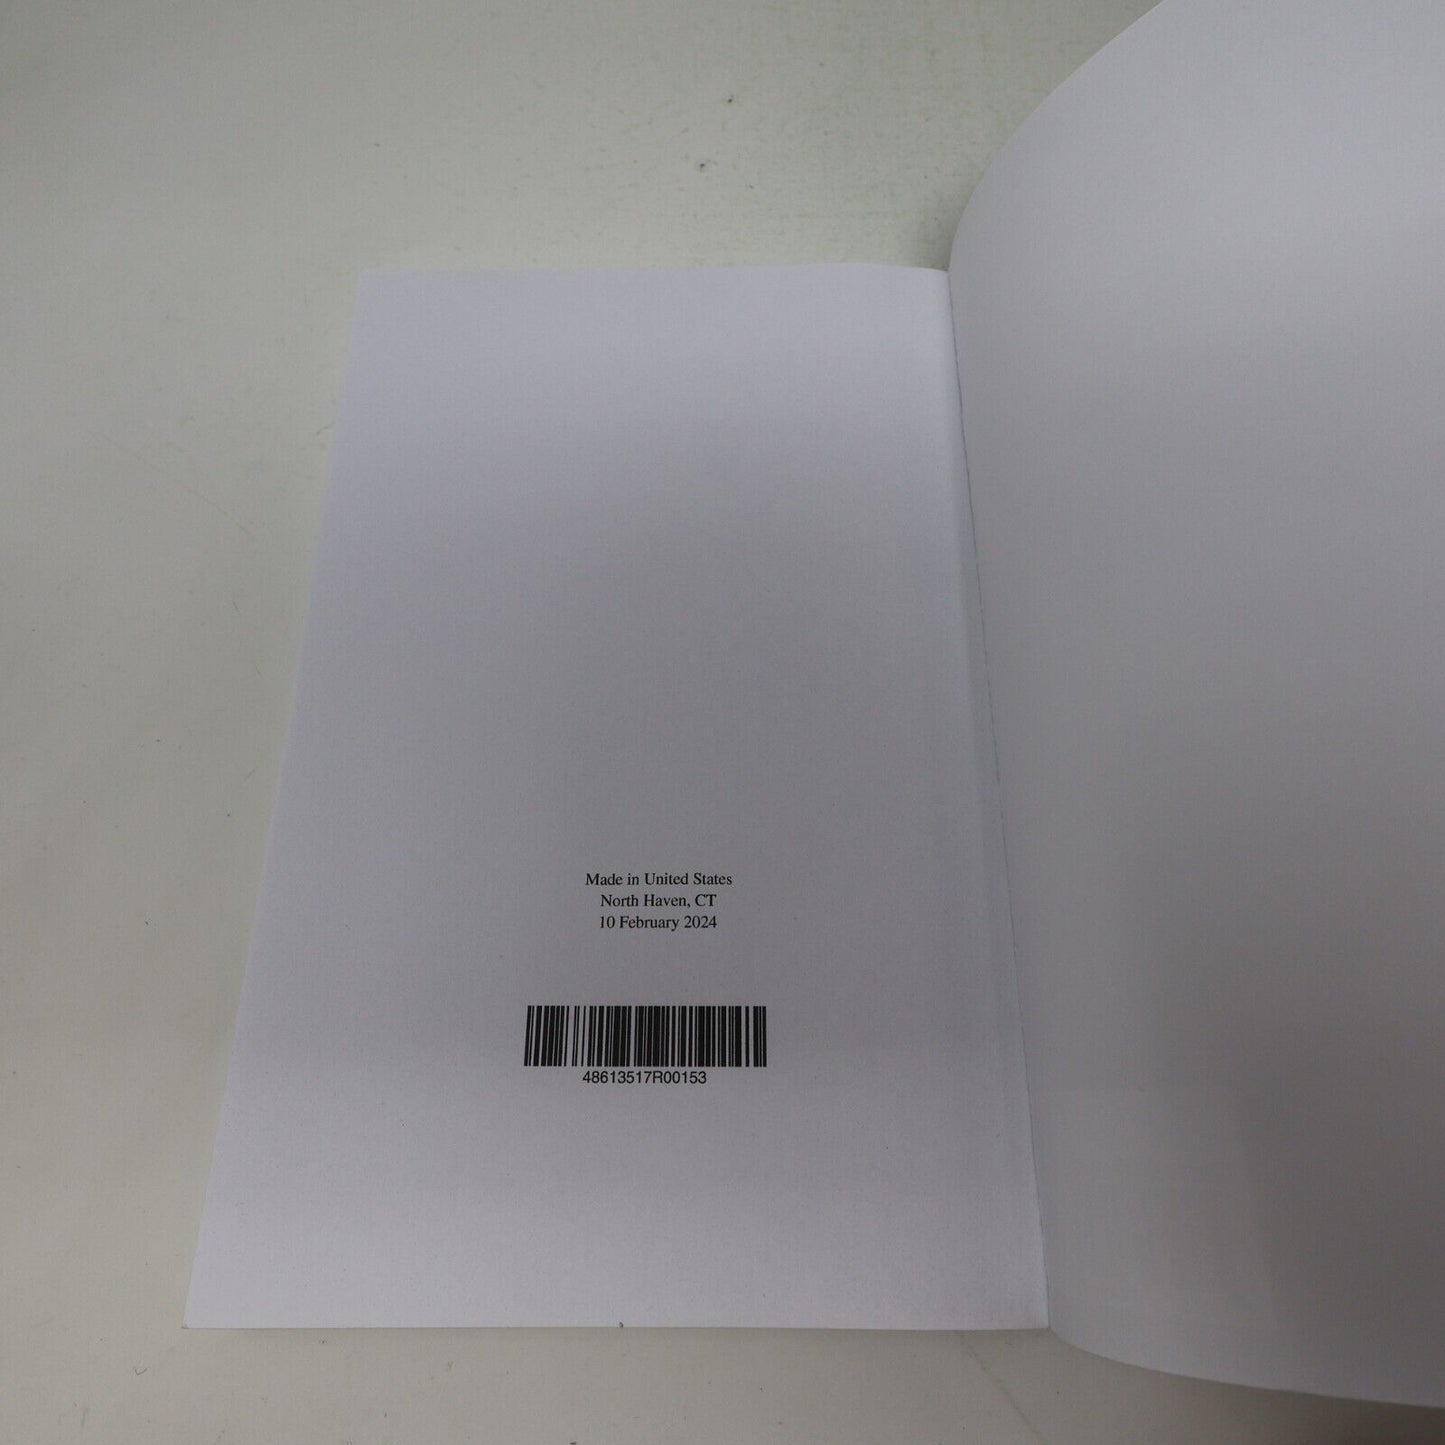 Made in United States
North Haven, CT
10 February 2024
48613517R00153